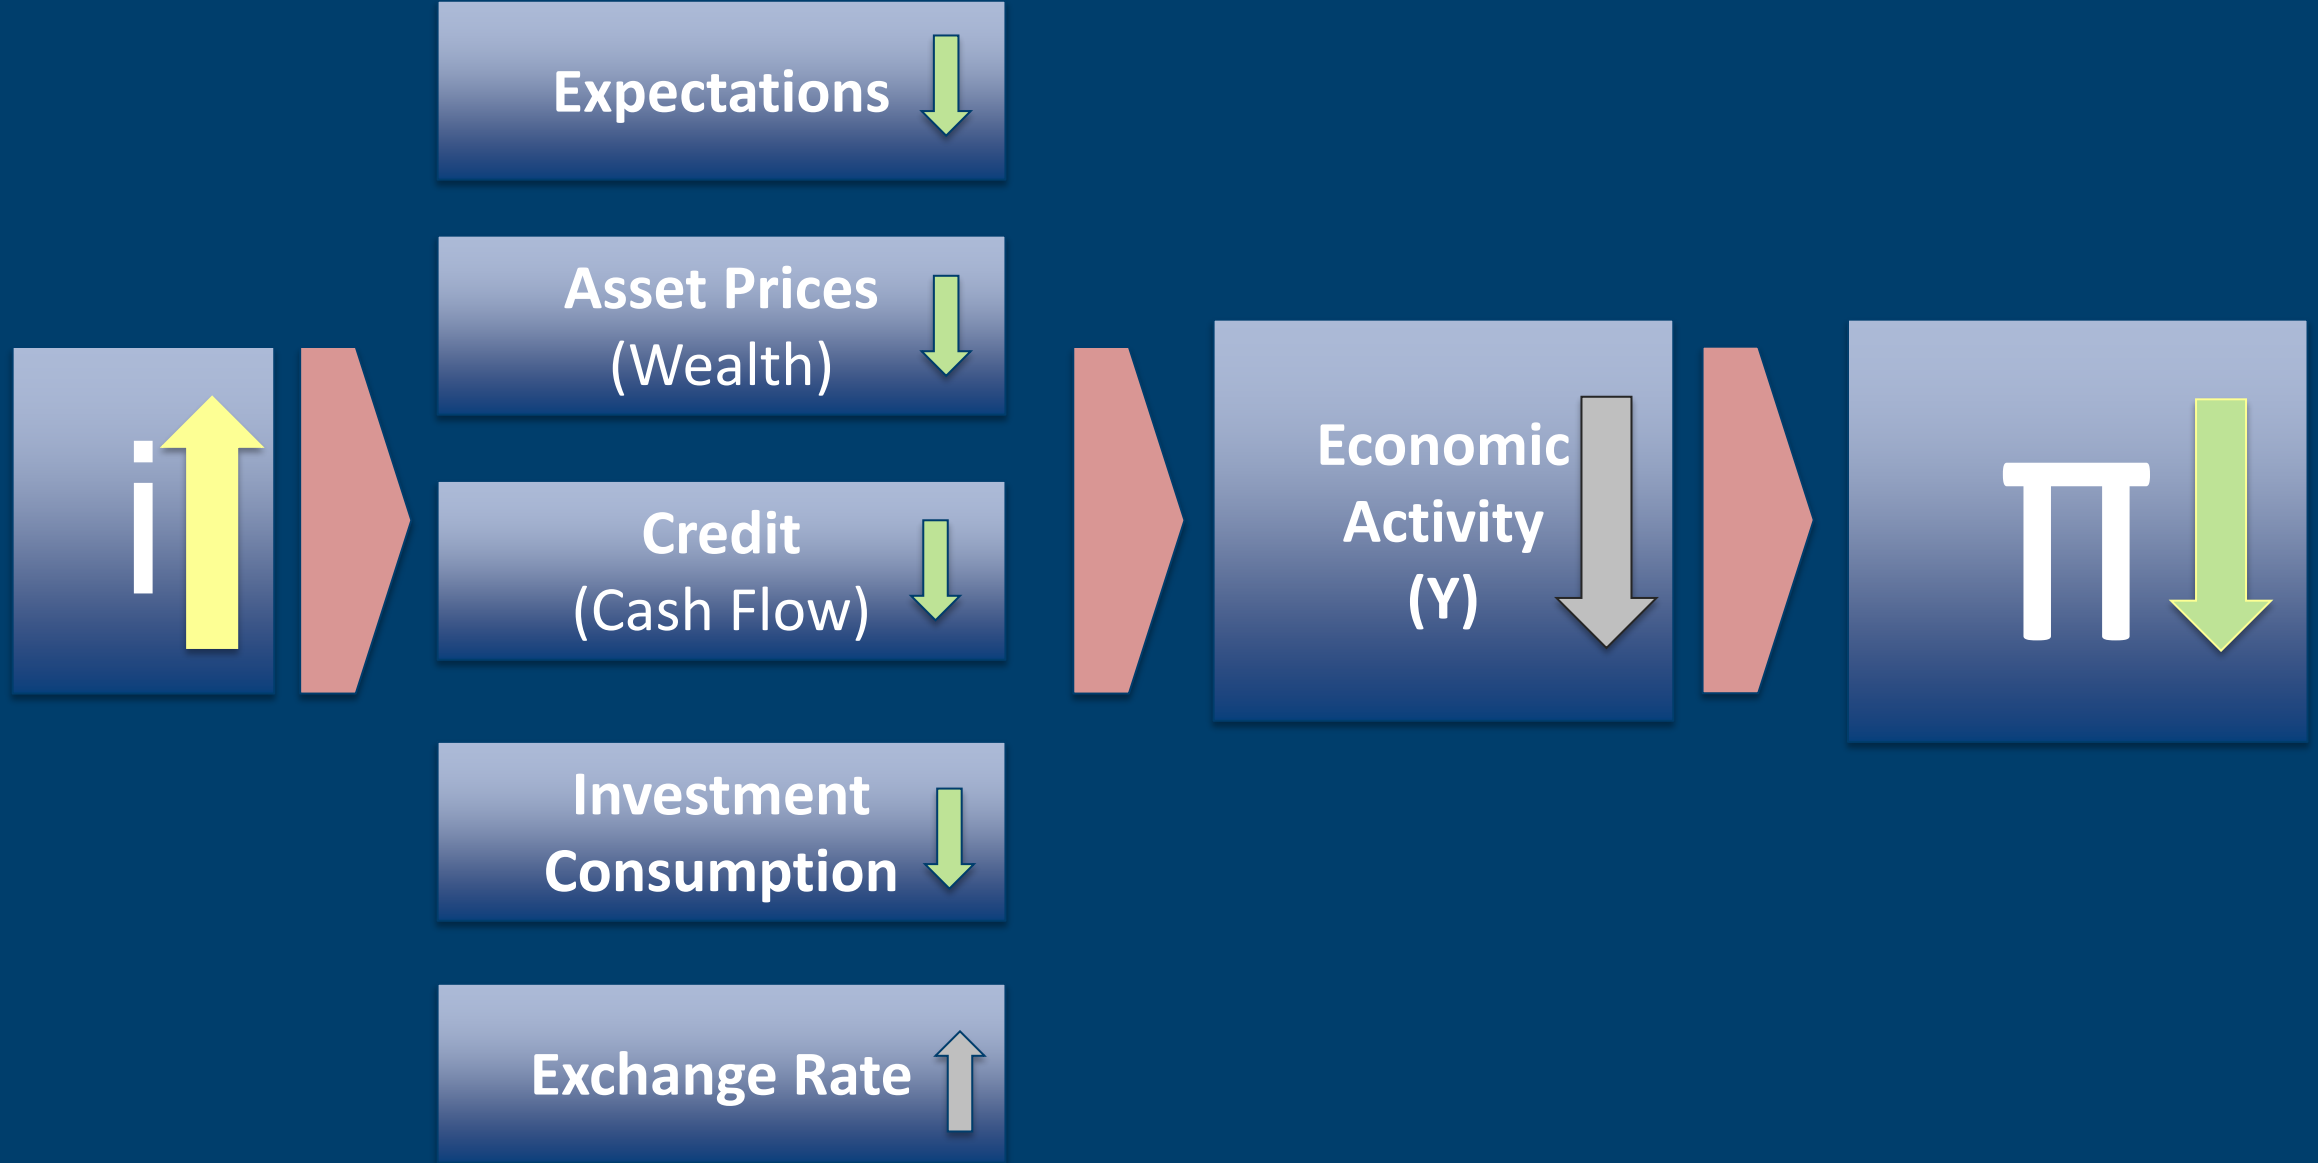 i
Expectations
Asset Prices
(Wealth)
Credit
(Cash Flow)
Investment
Consumption
Exchange Rate
Economic
Activity
(Y)
π